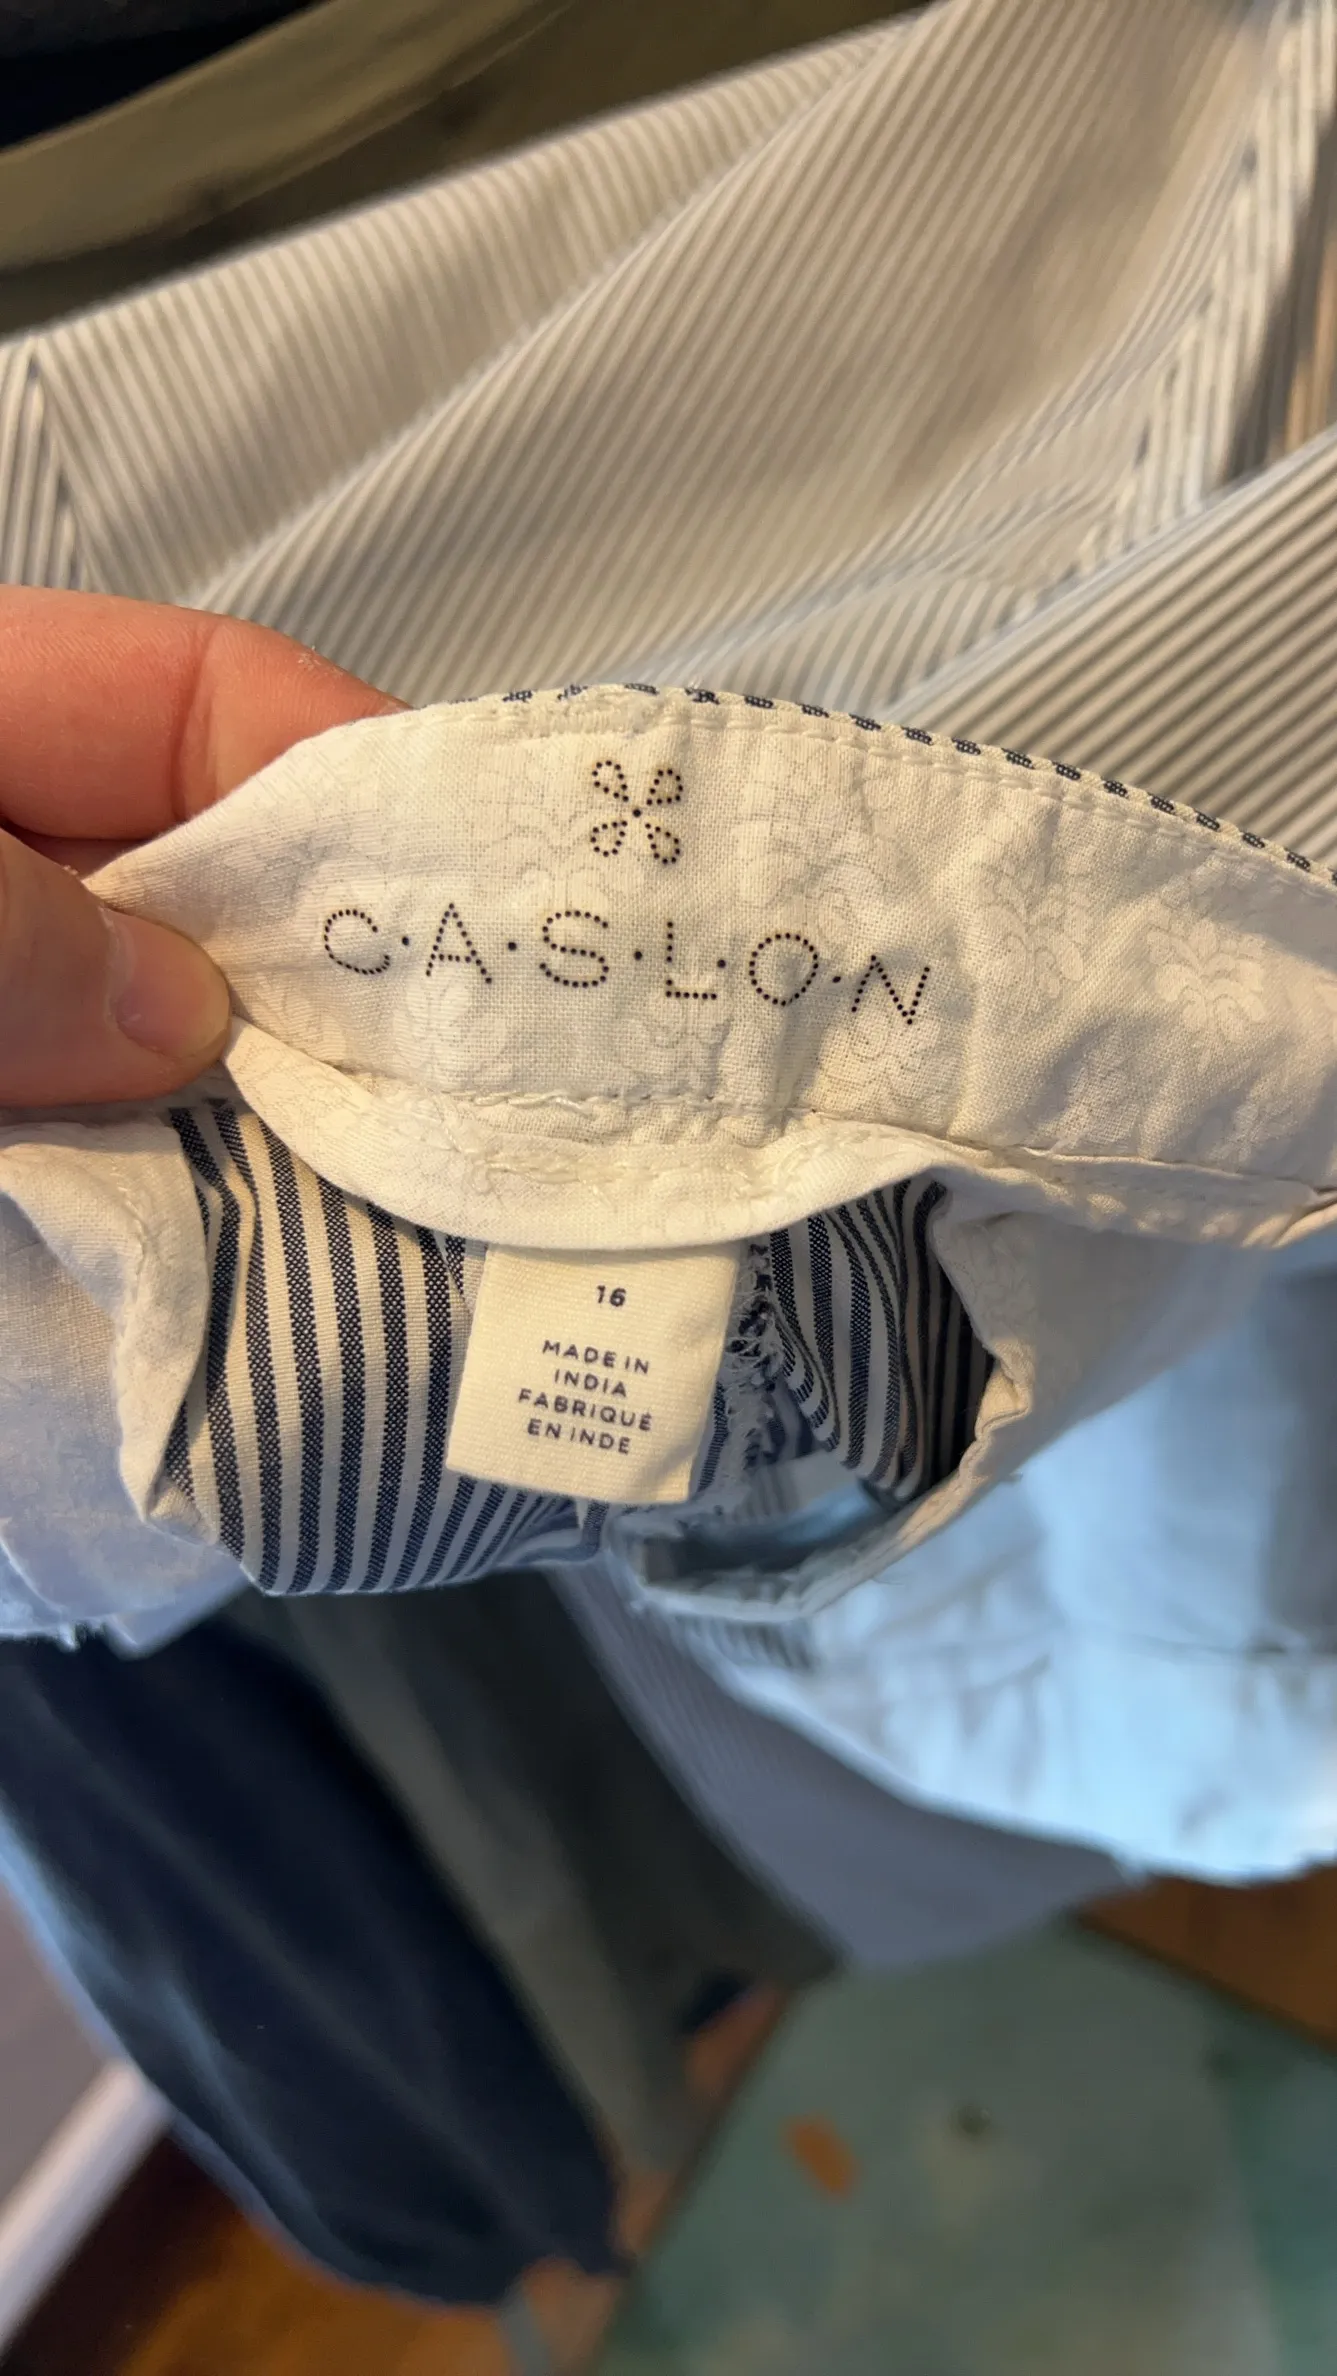 C·A·S·L·O·N
16
MADE IN
INDIA
FABRIQUÉ
EN INDE